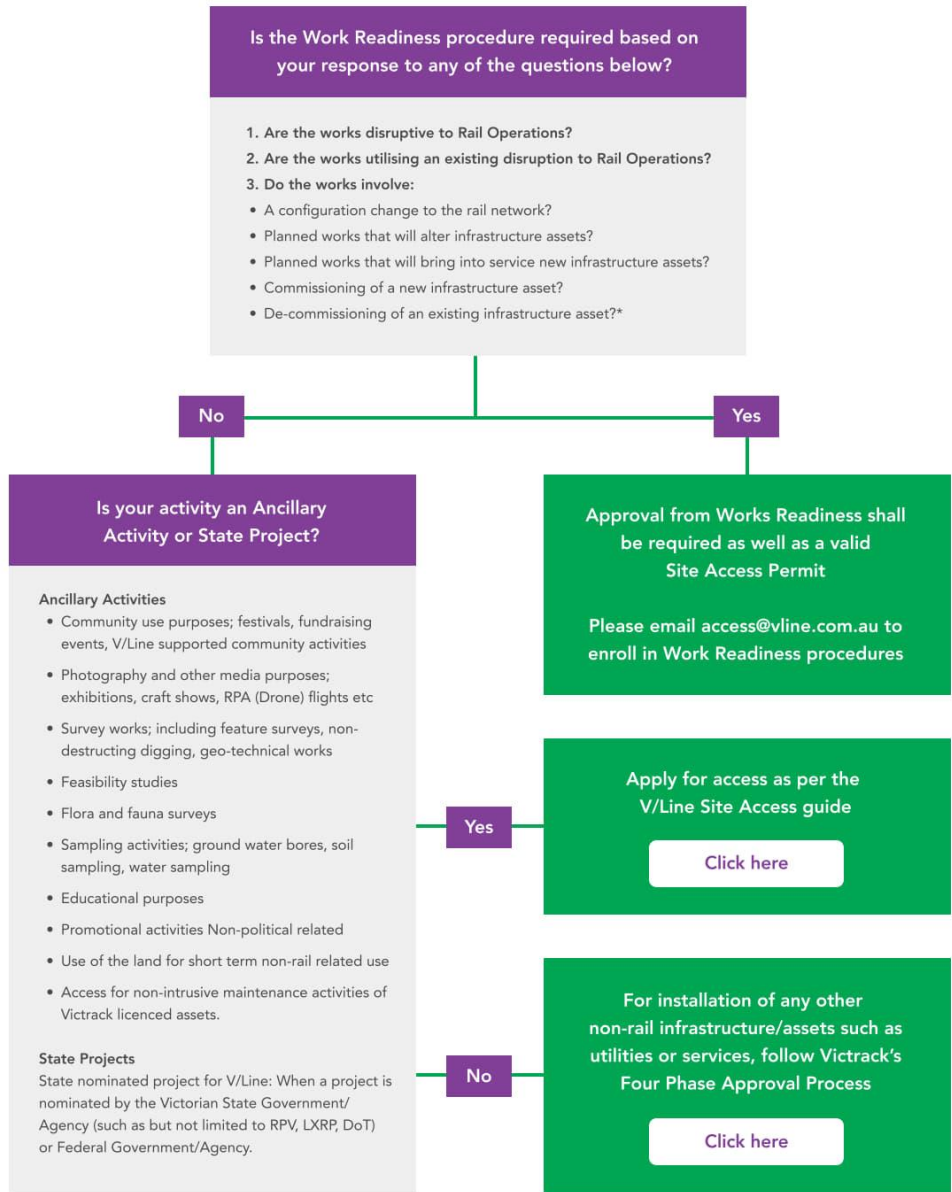 Is the Work Readiness procedure required based on
your response to any of the questions below?
1. Are the works disruptive to Rail Operations?
2. Are the works utilising an existing disruption to Rail Operations?
3. Do the works involve:
• A configuration change to the rail network?
• Planned works that will alter infrastructure assets?
• Planned works that will bring into service new infrastructure assets?
• Commissioning of a new infrastructure asset?
• De-commissioning of an existing infrastructure asset?*
No
Yes
Is your activity an Ancillary
Activity or State Project?
Ancillary Activities
• Community use purposes; festivals, fundraising
events, V/Line supported community activities
• Photography and other media purposes;
exhibitions, craft shows, RPA (Drone) flights etc
• Survey works; including feature surveys, non-
destructing digging, geo-technical works
• Feasibility studies
• Flora and fauna surveys
• Sampling activities; ground water bores, soil
sampling, water sampling
• Educational purposes
• Promotional activities Non-political related
• Use of the land for short term non-rail related use
• Access for non-intrusive maintenance activities of
Victrack licenced assets.
State Projects
State nominated project for V/Line: When a project is
nominated by the Victorian State Government/
Agency (such as but not limited to RPV, LXRP, DoT)
or Federal Government/Agency.
Approval from Works Readiness shall
be required as well as a valid
Site Access Permit
Please email access@vline.com.au to
enroll in Work Readiness procedures
Yes
Apply for access as per the
V/Line Site Access guide
Click here
No
For installation of any other
non-rail infrastructure/assets such as
utilities or services, follow Victrack's
Four Phase Approval Process
Click here